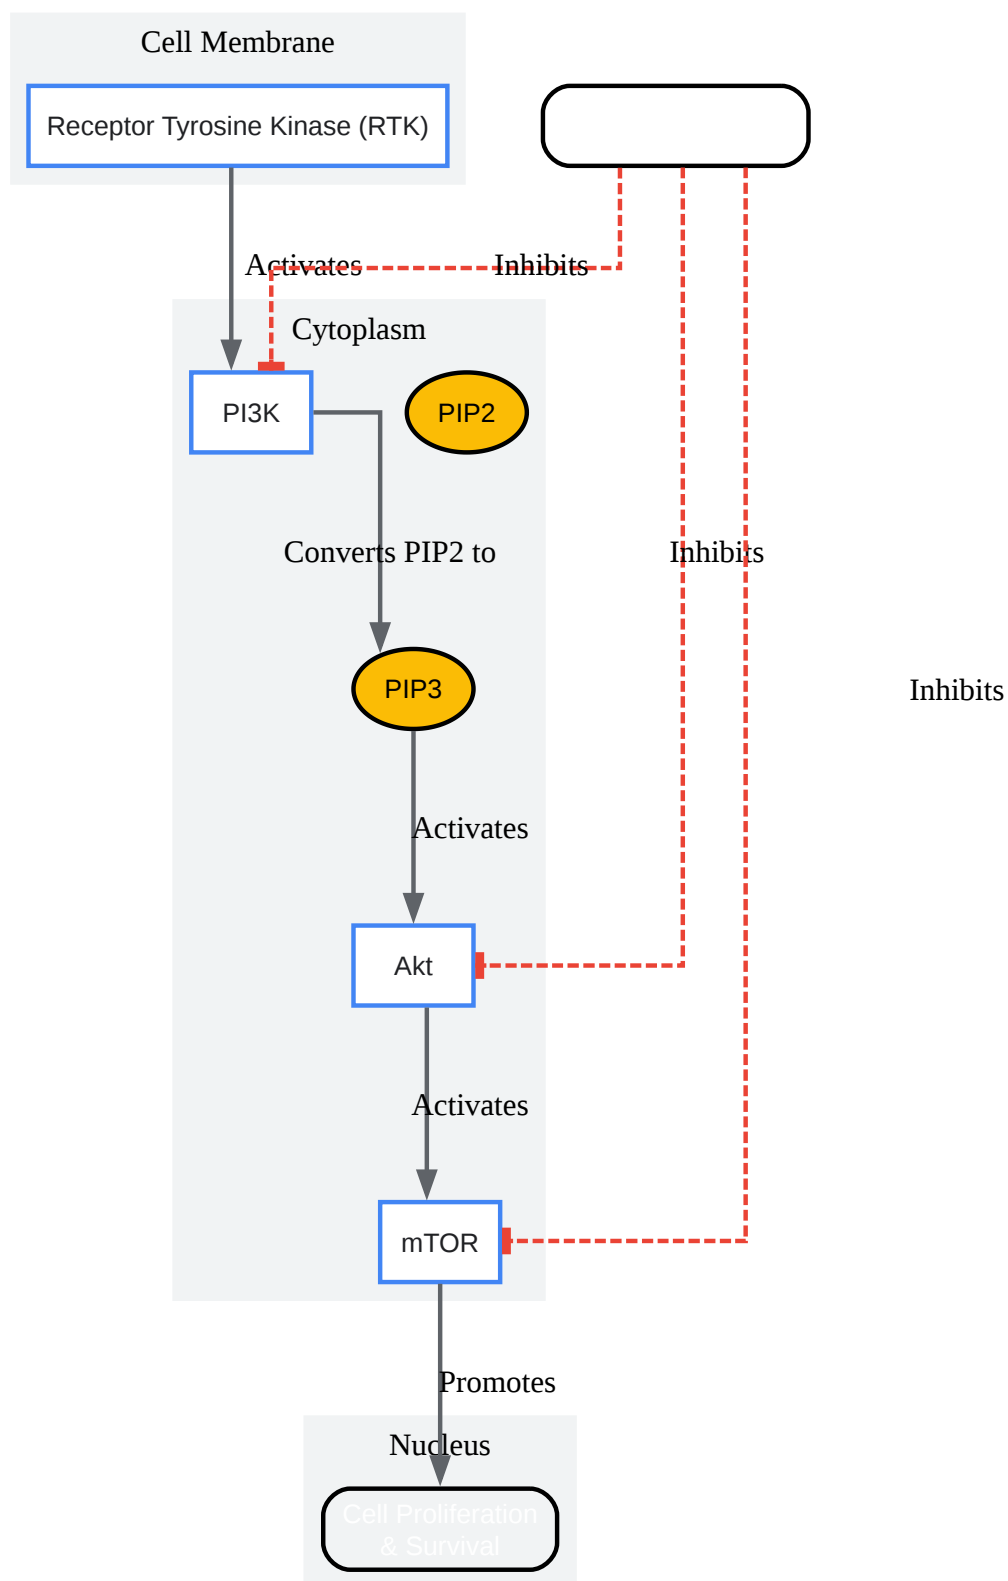 Cell Membrane
Receptor Tyrosine Kinase (RTK)
Activates
Inhibits
Cytoplasm
PI3K
PIP2
Converts PIP2 to
Inhibits
PIP3
Inhibits
Activates
Akt
Activates
mTOR
Promotes
Nucleus
Cell Proliferation
& Survival